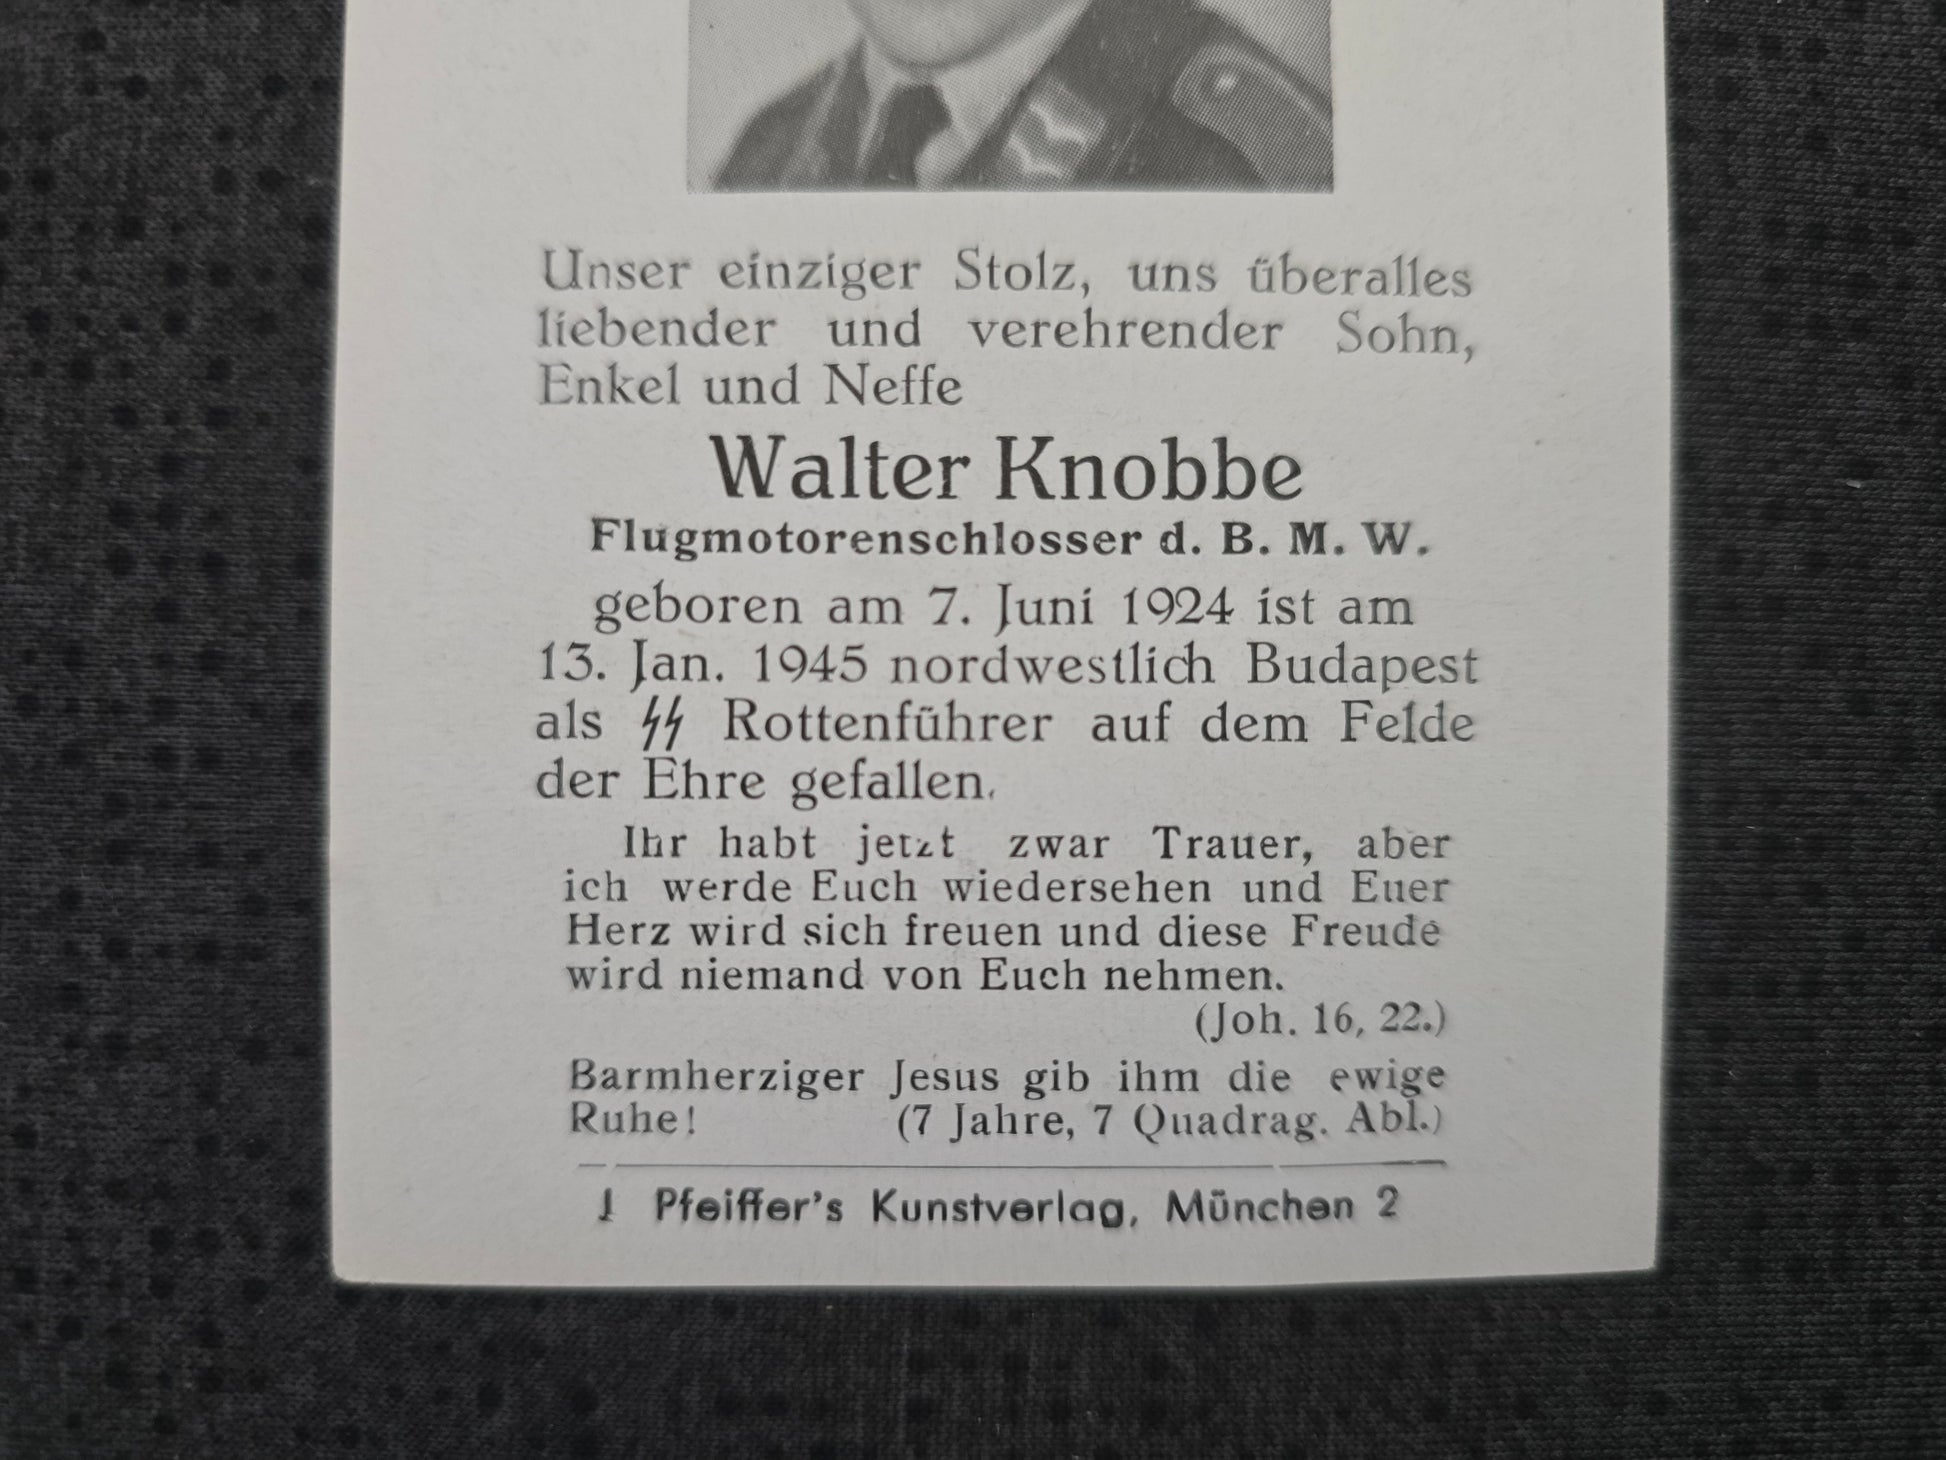 Unser einziger Stolz, uns überalles
liebender und verehrender Sohn,
Enkel und Neffe
Walter Knobbe
Flugmotorenschlosser d. B. M. W.
geboren am 7. Juni 1924 ist am
13. Jan. 1945 nordwestlich Budapest
als ᛋᛋ Rottenführer auf dem Felde
der Ehre gefallen.
Ihr habt jetzt zwar Trauer, aber
ich werde Euch wiedersehen und Euer
Herz wird sich freuen und diese Freude
wird niemand von Euch nehmen.
(Joh. 16, 22.)
Barmherziger Jesus gib ihm die ewige
Ruhe! (7 Jahre, 7 Quadrag. Abl.)
J Pfeiffer's Kunstverlag, München 2